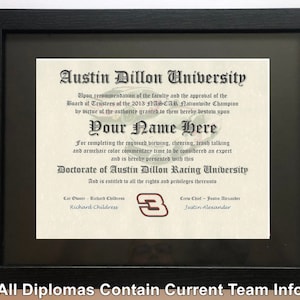 Austin Dillon University
Upon recommendation of the faculty and the approval of the
Board of Trustees of the 2013 NASCAR Nationwide Champion
by virtue of the authority granted to them hereby bestow upon
Your Name Here
For completing the required viewing, cheering, trash talking
and armchair color commentary time to be considered an expert
and is hereby presented with this
Doctorate of Austin Dillon Racing University
And is entitled to all the rights and privileges thereunto
Car Owner - Richard Childress
Crew Chief - Justin Alexander
3
Richard Childress
Justin Alexander
All Diplomas Contain Current Team Info